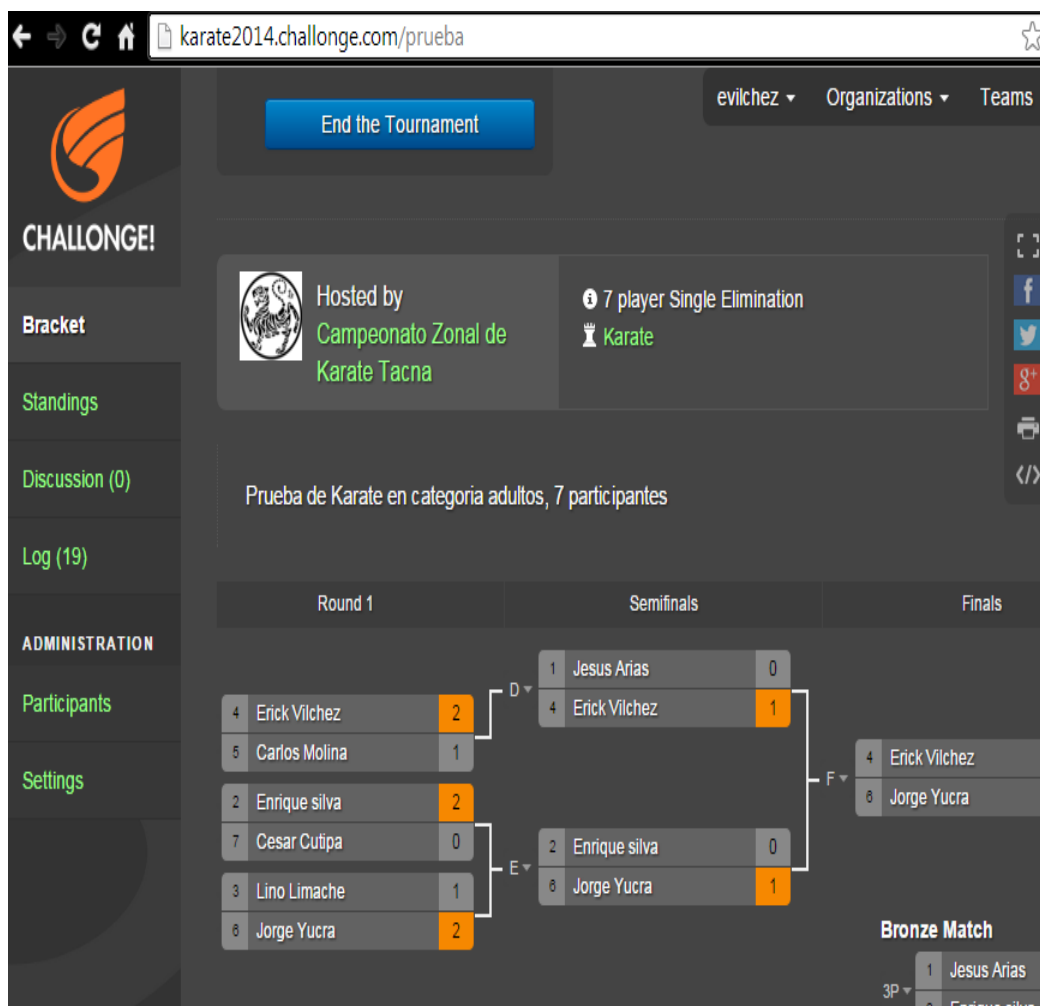 karate2014.challonge.com/prueba
evilchez
Organizations
Teams
End the Tournament
CHALLONGE!
Hosted by
Campeonato Zonal de
Karate Tacna
7 player Single Elimination
Karate
Bracket
Standings
Discussion (0)
Log (19)
ADMINISTRATION
Participants
Settings
Prueba de Karate en categoria adultos, 7 participantes
Round 1
Semifinals
Finals
4 Erick Vilchez 2
5 Carlos Molina 1
2 Enrique silva 2
7 Cesar Cutipa 0
3 Lino Limache 1
6 Jorge Yucra 2
D
1 Jesus Arias 0
4 Erick Vilchez 1
E
2 Enrique silva 0
6 Jorge Yucra 1
F
4 Erick Vilchez
6 Jorge Yucra
Bronze Match
3P
1 Jesus Arias
2 Enrique silva